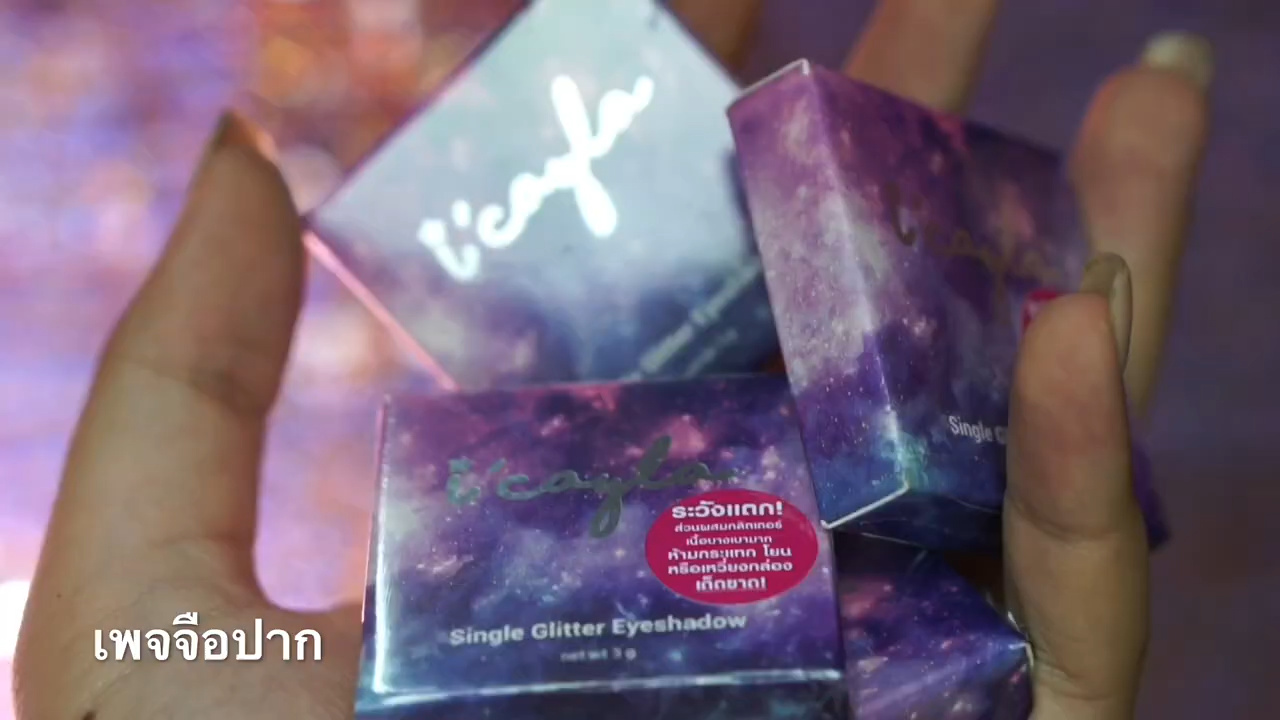 i'cayla
i'cayla
Single
i'cayla
ระวังแตก!
ส่วนผสมกลิตเตอร์
เนื้อบางเบามาก
ห้ามกระแทก โยน
หรือเหวี่ยงกล่อง
เด็ดขาด!
Single Glitter Eyeshadow
net wt 3 g
เพจจือปาก